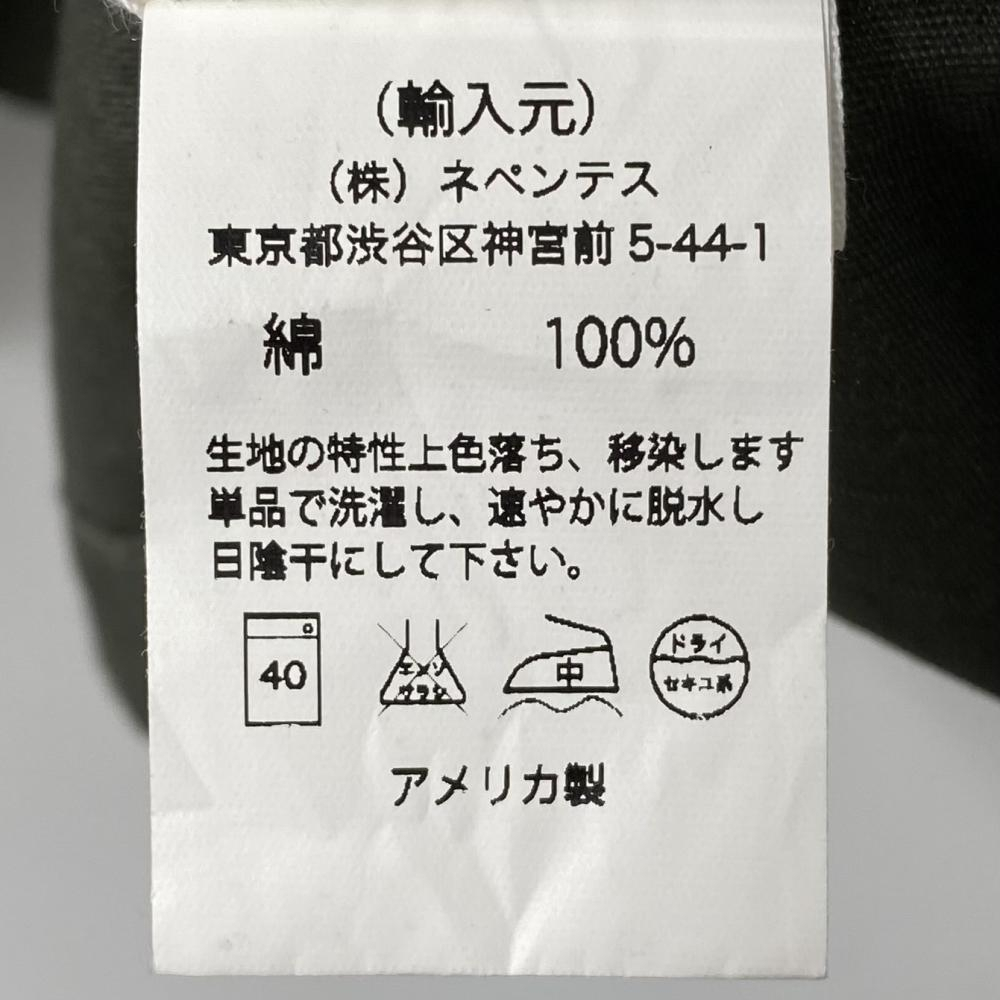 (輸入元)
(株) ネペンテス
東京都渋谷区神宮前 5-44-1
綿 100%
生地の特性上色落ち、移染します
単品で洗濯し、速やかに脱水し
日陰干にして下さい。
40
エンソ
サラシ
中
ドライ
セキユ系
アメリカ製